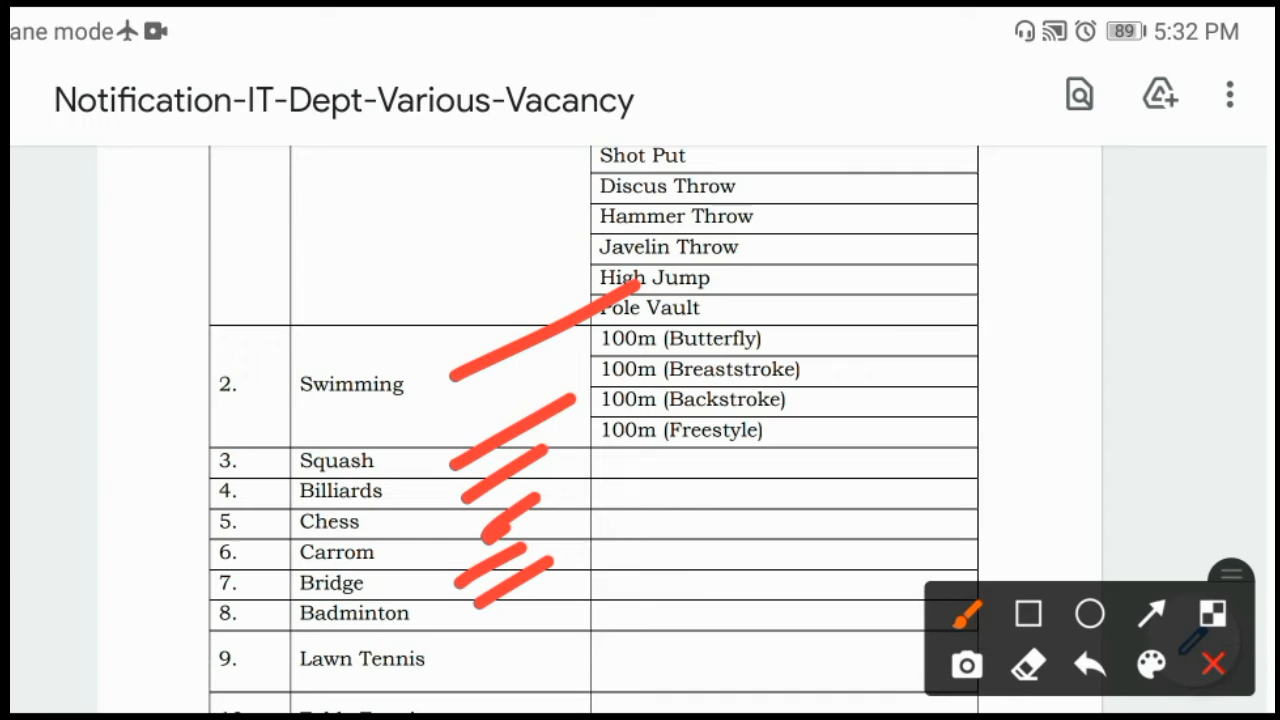 ane mode 89 5:32 PM
Notification-IT-Dept-Various-Vacancy
Shot Put
Discus Throw
Hammer Throw
Javelin Throw
High Jump
Pole Vault
2. Swimming
100m (Butterfly)
100m (Breaststroke)
100m (Backstroke)
100m (Freestyle)
3. Squash
4. Billiards
5. Chess
6. Carrom
7. Bridge
8. Badminton
9. Lawn Tennis